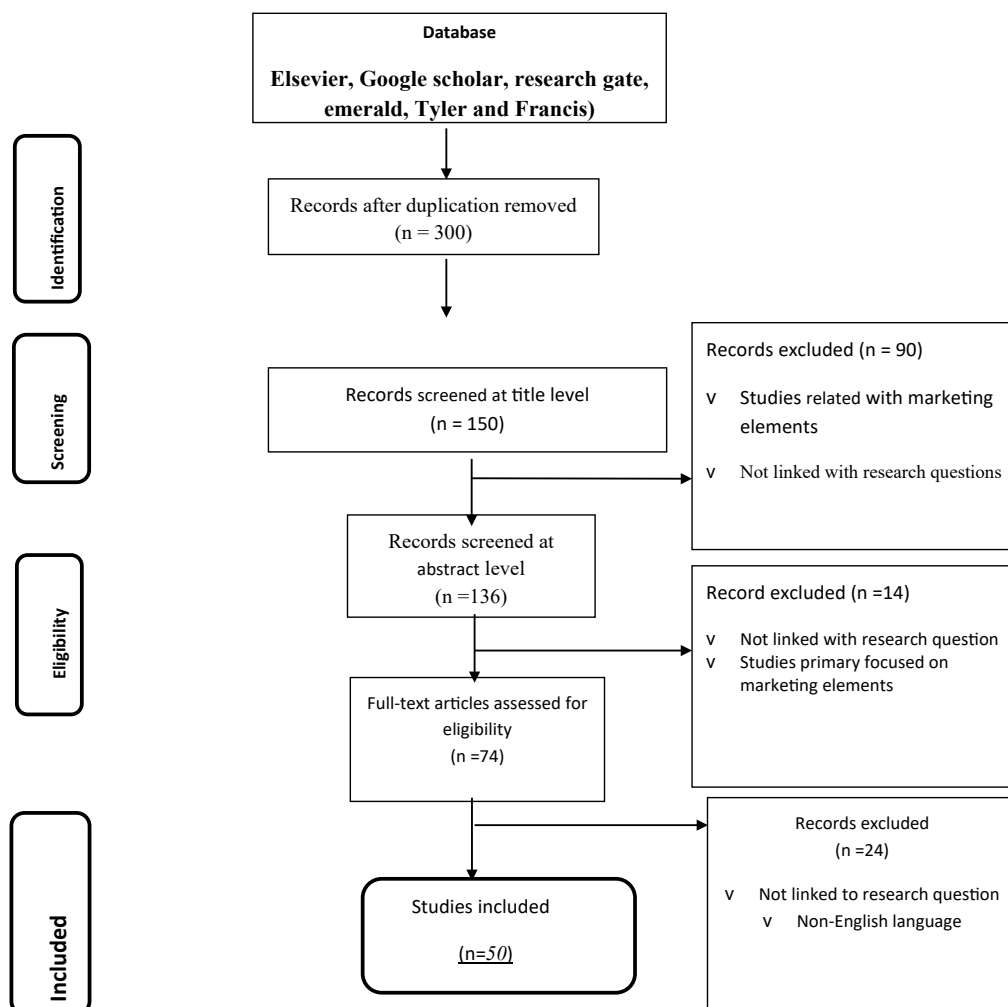 Database
Elsevier, Google scholar, research gate,
emerald, Tyler and Francis)
Identification
Records after duplication removed
(n = 300)
Screening
Records screened at title level
(n = 150)
Records excluded (n = 90)
v Studies related with marketing
elements
v Not linked with research questions
Eligibility
Records screened at
abstract level
(n =136)
Record excluded (n =14)
v Not linked with research question
v Studies primary focused on
marketing elements
Full-text articles assessed for
eligibility
(n =74)
Included
Records excluded
(n =24)
v Not linked to research question
v Non-English language
Studies included
(n=50)